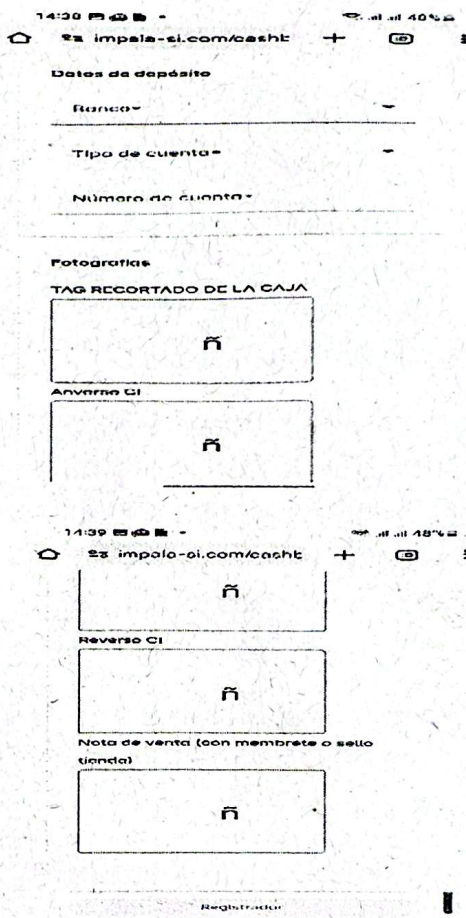 14:38
impala-si.com/cashb
Datos de depósito
Banco*
Tipo de cuenta*
Número de cuenta*
Fotografías
TAG RECORTADO DE LA CAJA
ñ
Anverso CI
ñ
14:39 48%
impala-si.com/cashb
ñ
Reverso CI
ñ
Nota de venta (con membrete o sello
tienda)
ñ